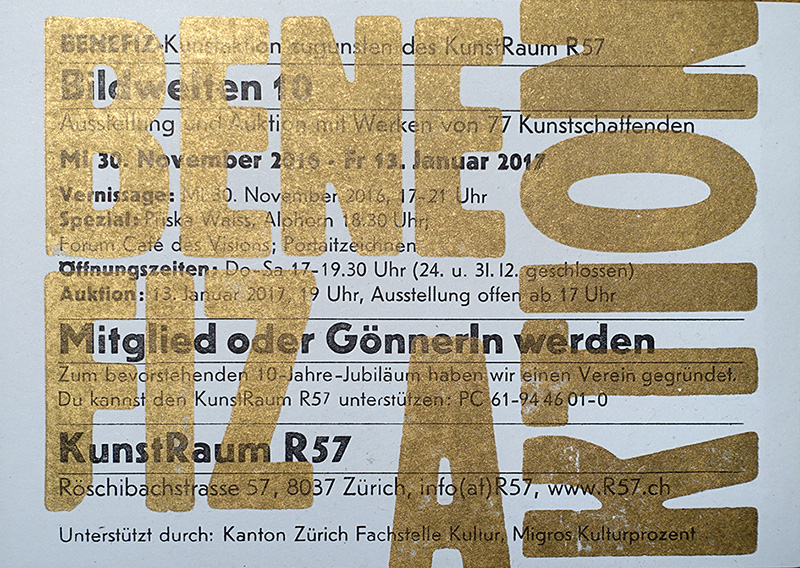 BENE
FIZ
AKTION
BENEFIZ-Kunstauktion zugunsten des KunstRaum R57
Bildwelten 10
Ausstellung und Auktion mit Werken von 77 Kunstschaffenden
Mi 30. November 2016 - Fr 13. Januar 2017
Vernissage: Mi 30. November 2016, 17-21 Uhr
Spezial: Priska Walss, Alphorn 18.30 Uhr;
Forum Café des Visions; Portaitzeichnen
Öffnungszeiten: Do-Sa 17-19.30 Uhr (24. u. 31.12. geschlossen)
Auktion: 13. Januar 2017, 19 Uhr, Ausstellung offen ab 17 Uhr
Mitglied oder GönnerIn werden
Zum bevorstehenden 10-Jahre-Jubiläum haben wir einen Verein gegründet.
Du kannst den KunstRaum R57 unterstützen: PC 61-944601-0
KunstRaum R57
Röschibachstrasse 57, 8037 Zürich, info(at)R57, www.R57.ch
Unterstützt durch: Kanton Zürich Fachstelle Kultur, Migros Kulturprozent